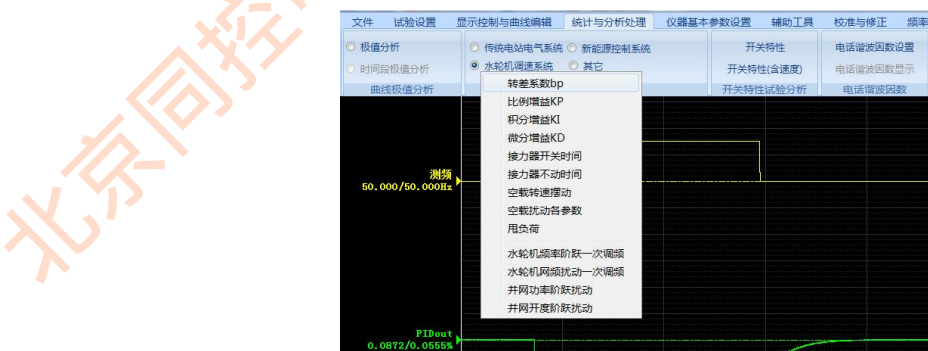 文件 试验设置 显示控制与曲线编辑 统计与分析处理 仪器基本参数设置 辅助工具 校准与修正 频率
极值分析 传统电站电气系统 新能源控制系统 开关特性 电话谐波因数设置
时间段极值分析 水轮机调速系统 其它 开关特性(含速度) 电话谐波因数显示
曲线极值分析 开关特性试验分析 电话谐波因数
转差系数bp
比例增益KP
积分增益KI
微分增益KD
接力器开关时间
接力器不动时间
空载转速摆动
空载扰动各参数
甩负荷
水轮机频率阶跃一次调频
水轮机网频扰动一次调频
并网功率阶跃扰动
并网开度阶跃扰动
测频
50.000/50.000Hz
PIDout
0.0872/0.0555%
北京同控